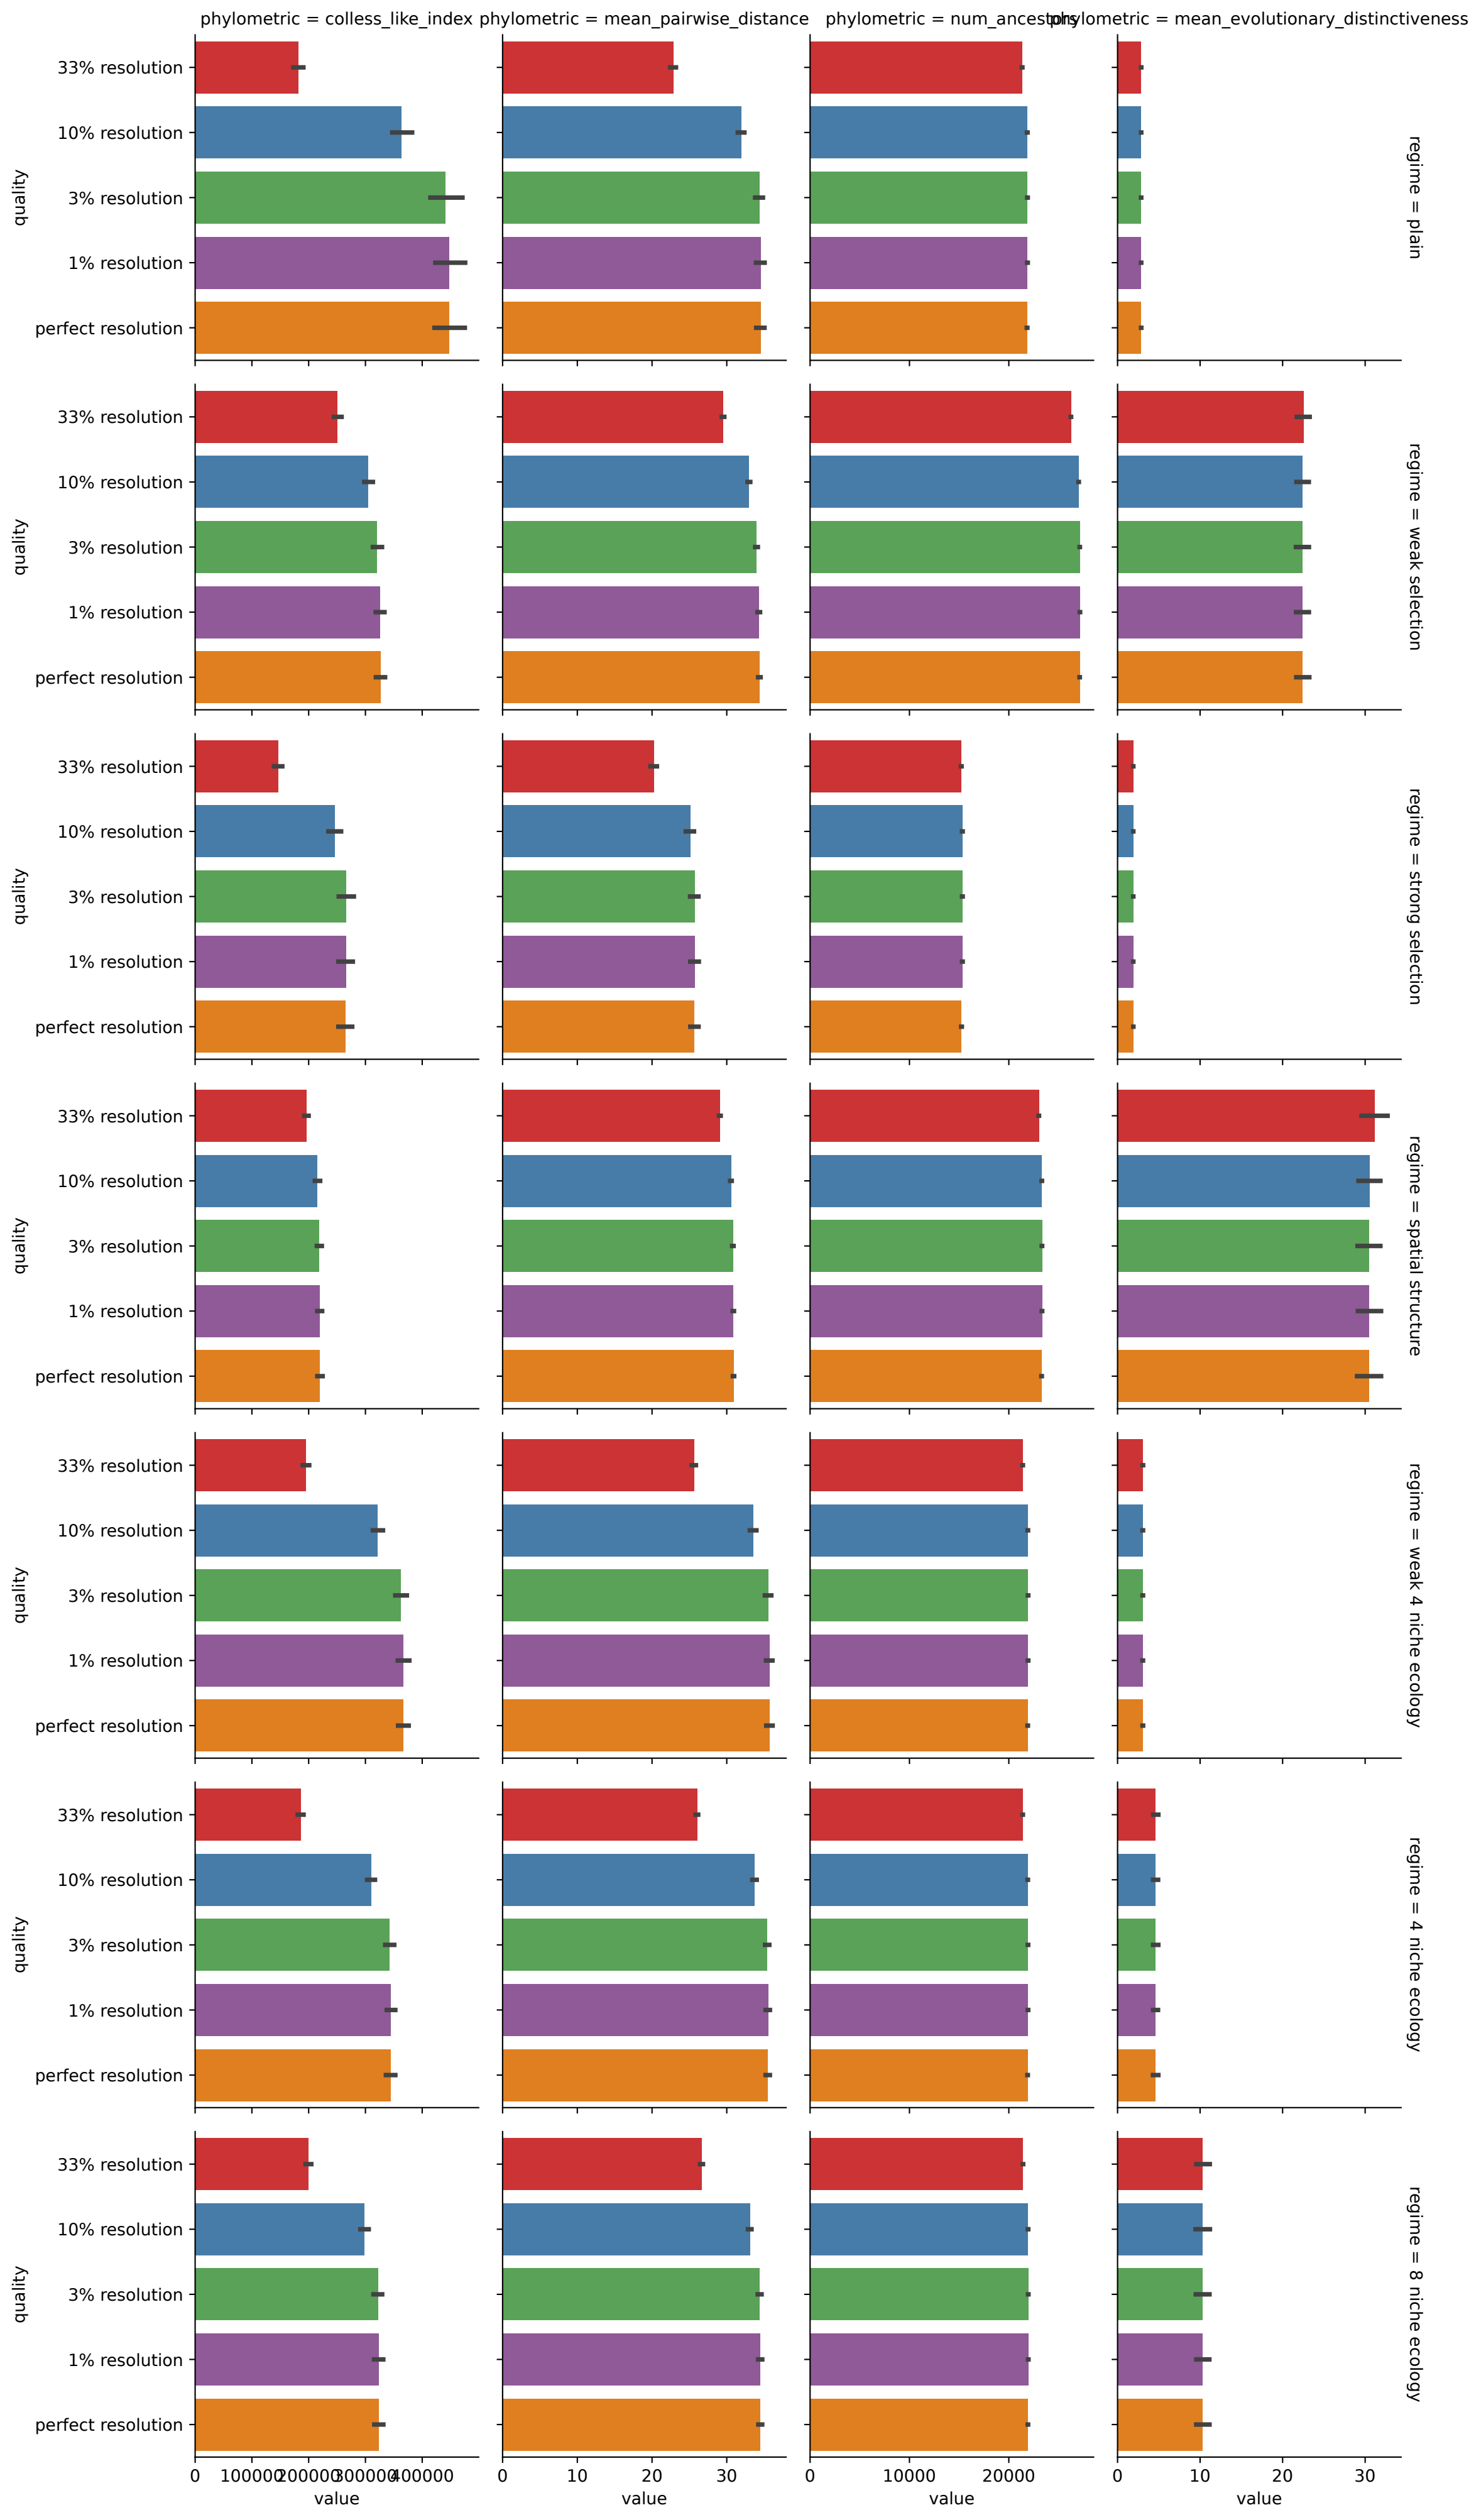 phylometric = colless_like_index phylometric = mean_pairwise_distance phylometric = num_ancestors phylometric = mean_evolutionary_distinctiveness
33% resolution
10% resolution
3% resolution
1% resolution
perfect resolution
quality
regime = plain
33% resolution
10% resolution
3% resolution
1% resolution
perfect resolution
quality
regime = weak selection
33% resolution
10% resolution
3% resolution
1% resolution
perfect resolution
quality
regime = strong selection
33% resolution
10% resolution
3% resolution
1% resolution
perfect resolution
quality
regime = spatial structure
33% resolution
10% resolution
3% resolution
1% resolution
perfect resolution
quality
regime = weak 4 niche ecology
33% resolution
10% resolution
3% resolution
1% resolution
perfect resolution
quality
regime = 4 niche ecology
33% resolution
10% resolution
3% resolution
1% resolution
perfect resolution
quality
regime = 8 niche ecology
0 100000 200000 300000 400000 0 10 20 30 0 10000 20000 0 10 20 30
value value value value